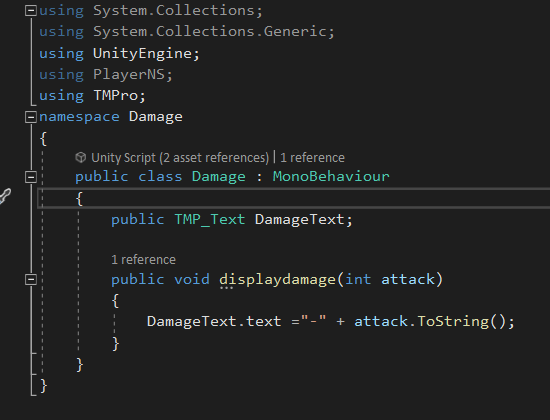 using System.Collections;
using System.Collections.Generic;
using UnityEngine;
using PlayerNS;
using TMPro;
namespace Damage
{
Unity Script (2 asset references) | 1 reference
public class Damage : MonoBehaviour
{
public TMP_Text DamageText;
1 reference
public void displaydamage(int attack)
{
DamageText.text ="-" + attack.ToString();
}
}
}